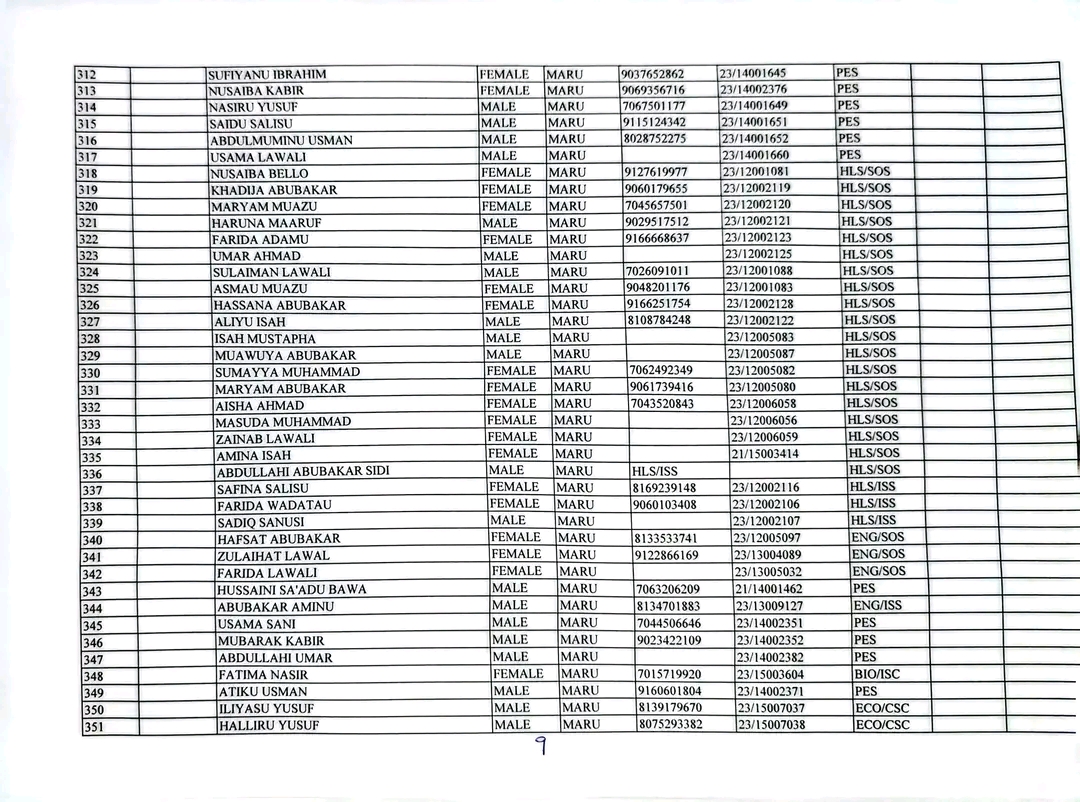 312 SUFIYANU IBRAHIM FEMALE MARU 9037652862 23/14001645 PES
313 NUSAIBA KABIR FEMALE MARU 9069356716 23/14002376 PES
314 NASIRU YUSUF MALE MARU 7067501177 23/14001649 PES
315 SAIDU SALISU MALE MARU 9115124342 23/14001651 PES
316 ABDULMUMINU USMAN MALE MARU 8028752275 23/14001652 PES
317 USAMA LAWALI MALE MARU 23/14001660 PES
318 NUSAIBA BELLO FEMALE MARU 9127619977 23/12001081 HLS/SOS
319 KHADIJA ABUBAKAR FEMALE MARU 9060179655 23/12002119 HLS/SOS
320 MARYAM MUAZU FEMALE MARU 7045657501 23/12002120 HLS/SOS
321 HARUNA MAARUF MALE MARU 9029517512 23/12002121 HLS/SOS
322 FARIDA ADAMU FEMALE MARU 9166668637 23/12002123 HLS/SOS
323 UMAR AHMAD MALE MARU 23/12002125 HLS/SOS
324 SULAIMAN LAWALI MALE MARU 7026091011 23/12001088 HLS/SOS
325 ASMAU MUAZU FEMALE MARU 9048201176 23/12001083 HLS/SOS
326 HASSANA ABUBAKAR FEMALE MARU 9166251754 23/12002128 HLS/SOS
327 ALIYU ISAH MALE MARU 8108784248 23/12002122 HLS/SOS
328 ISAH MUSTAPHA MALE MARU 23/12005083 HLS/SOS
329 MUAWUYA ABUBAKAR MALE MARU 23/12005087 HLS/SOS
330 SUMAYYA MUHAMMAD FEMALE MARU 7062492349 23/12005082 HLS/SOS
331 MARYAM ABUBAKAR FEMALE MARU 9061739416 23/12005080 HLS/SOS
332 AISHA AHMAD FEMALE MARU 7043520843 23/12006058 HLS/SOS
333 MASUDA MUHAMMAD FEMALE MARU 23/12006056 HLS/SOS
334 ZAINAB LAWALI FEMALE MARU 23/12006059 HLS/SOS
335 AMINA ISAH FEMALE MARU 21/15003414 HLS/SOS
336 ABDULLAHI ABUBAKAR SIDI MALE MARU HLS/ISS HLS/SOS
337 SAFINA SALISU FEMALE MARU 8169239148 23/12002116 HLS/ISS
338 FARIDA WADATAU FEMALE MARU 9060103408 23/12002106 HLS/ISS
339 SADIQ SANUSI MALE MARU 23/12002107 HLS/ISS
340 HAFSAT ABUBAKAR FEMALE MARU 8133533741 23/12005097 ENG/SOS
341 ZULAIHAT LAWAL FEMALE MARU 9122866169 23/13004089 ENG/SOS
342 FARIDA LAWALI FEMALE MARU 23/13005032 ENG/SOS
343 HUSSAINI SA'ADU BAWA MALE MARU 7063206209 21/14001462 PES
344 ABUBAKAR AMINU MALE MARU 8134701883 23/13009127 ENG/ISS
345 USAMA SANI MALE MARU 7044506646 23/14002351 PES
346 MUBARAK KABIR MALE MARU 9023422109 23/14002352 PES
347 ABDULLAHI UMAR MALE MARU 23/14002382 PES
348 FATIMA NASIR FEMALE MARU 7015719920 23/15003604 BIO/ISC
349 ATIKU USMAN MALE MARU 9160601804 23/14002371 PES
350 ILIYASU YUSUF MALE MARU 8139179670 23/15007037 ECO/CSC
351 HALLIRU YUSUF MALE MARU 8075293382 23/15007038 ECO/CSC
9